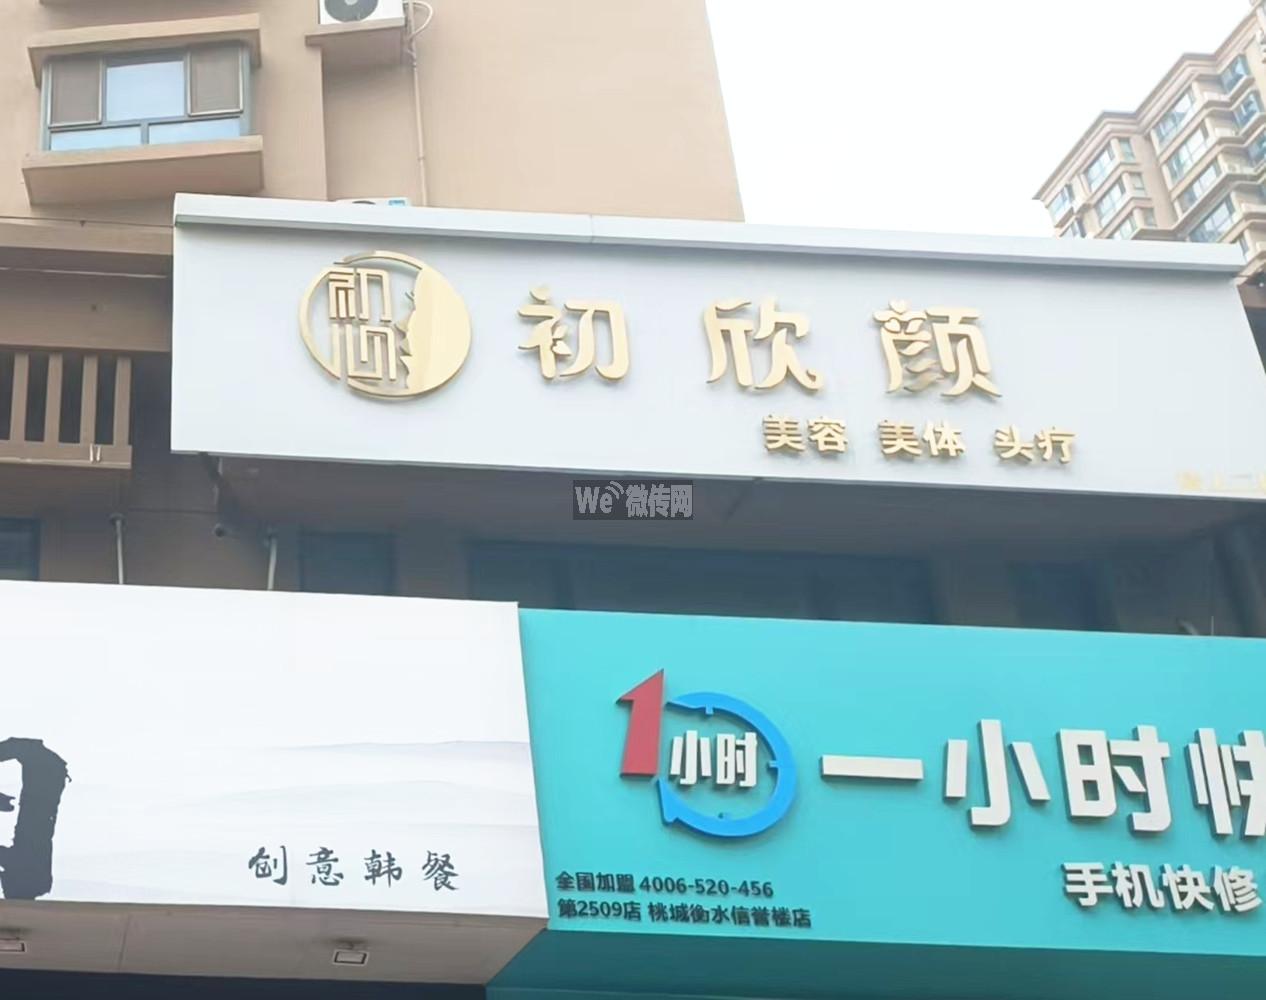 初欣颜
美容 美体 头疗
We微传网
创意韩餐
1小时
一小时快
手机快修
全国加盟 4006-520-456
第2509店 桃城衡水信誉楼店